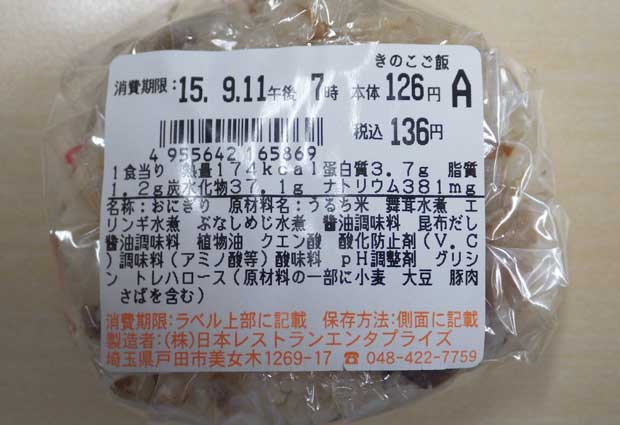 きのこご飯
消費期限:15. 9.11午後 7時 本体126円 A
税込136円
4 955642 165869
1食当り 熱量174kcal蛋白質3.7g 脂質
1.2g炭水化物37.1g ナトリウム381mg
名称:おにぎり 原材料名:うるち米 舞茸水煮 エ
リンギ水煮 ぶなしめじ水煮 醤油調味料 昆布だし
醤油調味料 植物油 クエン酸 酸化防止剤(V.C
)調味料(アミノ酸等)酸味料 pH調整剤 グリシ
ン トレハロース(原材料の一部に小麦 大豆 豚肉
さばを含む)
消費期限:ラベル上部に記載 保存方法:側面に記載
製造者:(株)日本レストランエンタプライズ
埼玉県戸田市美女木1269-17 ☎ 048-422-7759